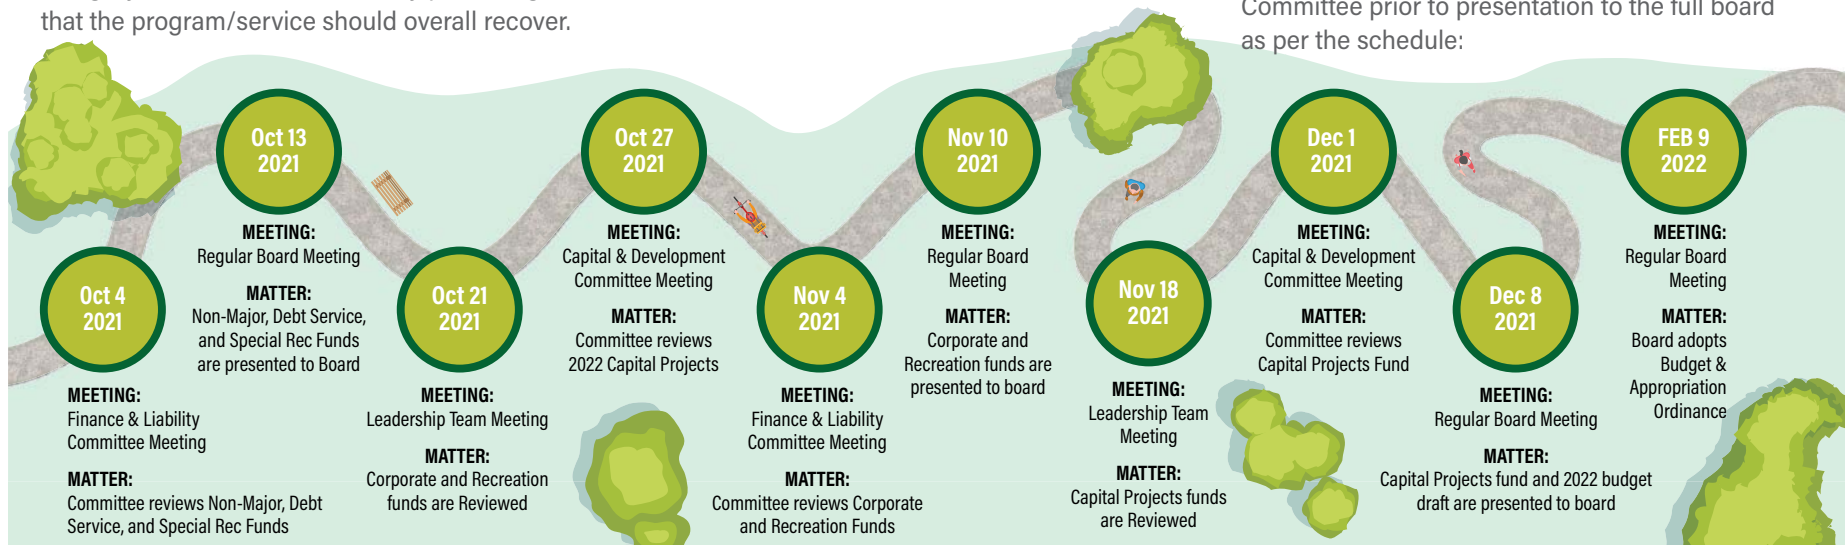 that the program/service should overall recover.
Committee prior to presentation to the full board
as per the schedule:
Oct 4
2021
MEETING:
Finance & Liability
Committee Meeting
MATTER:
Committee reviews Non-Major, Debt
Service, and Special Rec Funds
Oct 13
2021
MEETING:
Regular Board Meeting
MATTER:
Non-Major, Debt Service,
and Special Rec Funds
are presented to Board
Oct 21
2021
MEETING:
Leadership Team Meeting
MATTER:
Corporate and Recreation
funds are Reviewed
Oct 27
2021
MEETING:
Capital & Development
Committee Meeting
MATTER:
Committee reviews
2022 Capital Projects
Nov 4
2021
MEETING:
Finance & Liability
Committee Meeting
MATTER:
Committee reviews Corporate
and Recreation Funds
Nov 10
2021
MEETING:
Regular Board
Meeting
MATTER:
Corporate and
Recreation funds are
presented to board
Nov 18
2021
MEETING:
Leadership Team
Meeting
MATTER:
Capital Projects funds
are Reviewed
Dec 1
2021
MEETING:
Capital & Development
Committee Meeting
MATTER:
Committee reviews
Capital Projects Fund
Dec 8
2021
MEETING:
Regular Board Meeting
MATTER:
Capital Projects fund and 2022 budget
draft are presented to board
FEB 9
2022
MEETING:
Regular Board
Meeting
MATTER:
Board adopts
Budget &
Appropriation
Ordinance